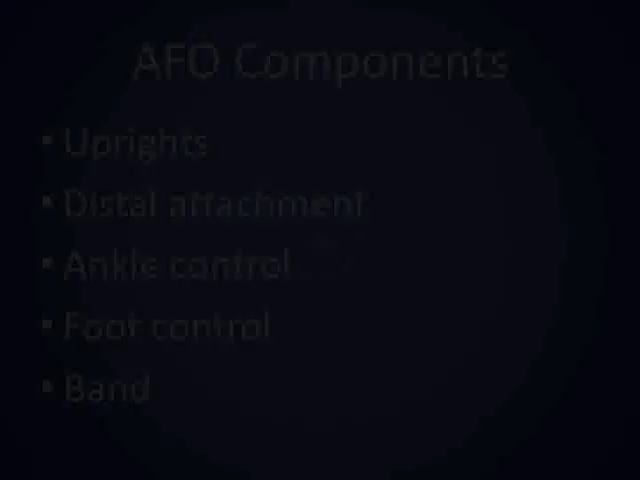 AFO Components
• Uprights
• Distal attachment
• Ankle control
• Foot control
• Band